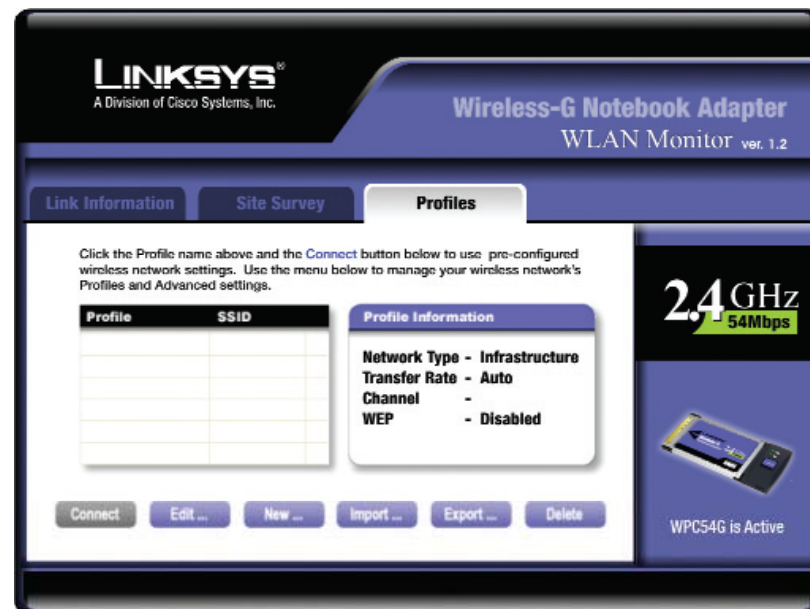 LINKSYS®
A Division of Cisco Systems, Inc.
Wireless-G Notebook Adapter
WLAN Monitor ver. 1.2
Link Information Site Survey Profiles
Click the Profile name above and the Connect button below to use pre-configured
wireless network settings. Use the menu below to manage your wireless network's
Profiles and Advanced settings.
Profile SSID
Profile Information
Network Type - Infrastructure
Transfer Rate - Auto
Channel -
WEP - Disabled
2.4 GHz
54Mbps
Connect Edit ... New ... Import ... Export ... Delete
WPC54G is Active